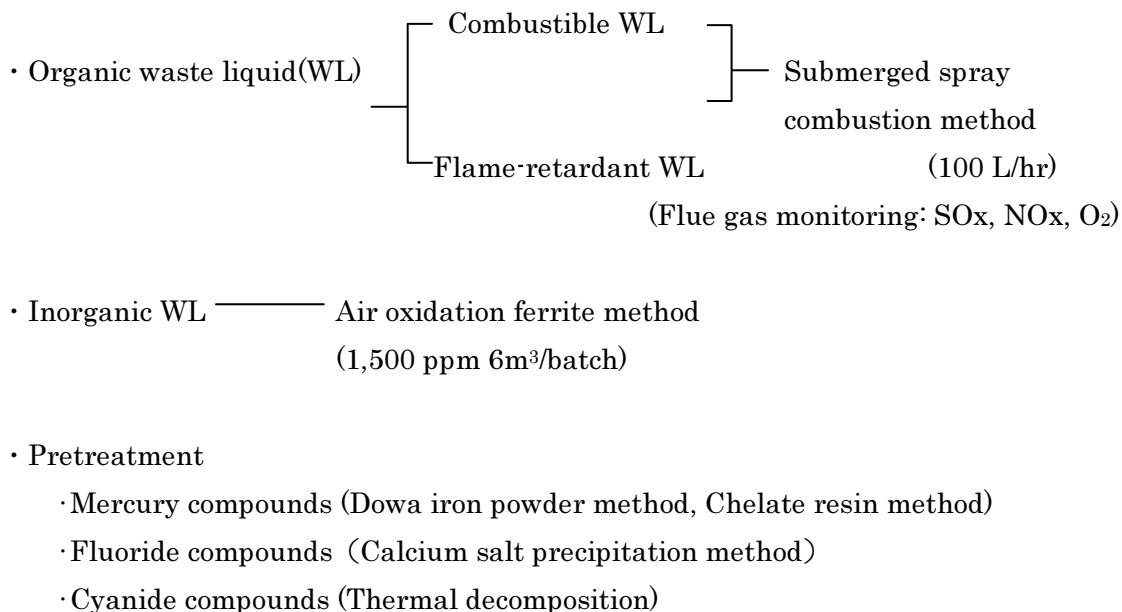 Combustible WL
・Organic waste liquid(WL)
Submerged spray
combustion method
Flame-retardant WL
(100 L/hr)
(Flue gas monitoring: SOx, NOx, O₂)
・Inorganic WL
Air oxidation ferrite method
(1,500 ppm 6m³/batch)
・Pretreatment
·Mercury compounds (Dowa iron powder method, Chelate resin method)
·Fluoride compounds（Calcium salt precipitation method）
·Cyanide compounds (Thermal decomposition)